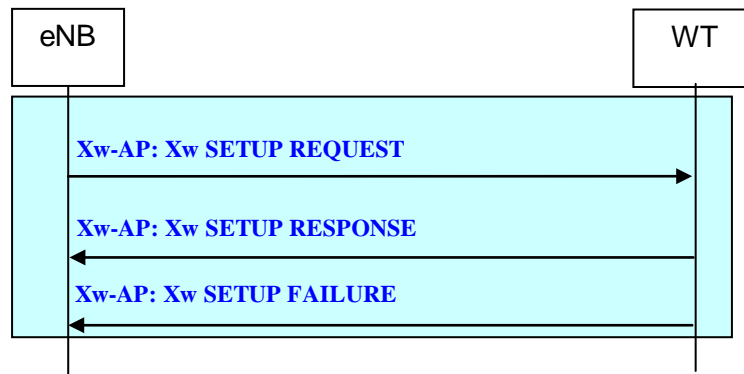 eNB
WT
Xw-AP: Xw SETUP REQUEST
Xw-AP: Xw SETUP RESPONSE
Xw-AP: Xw SETUP FAILURE